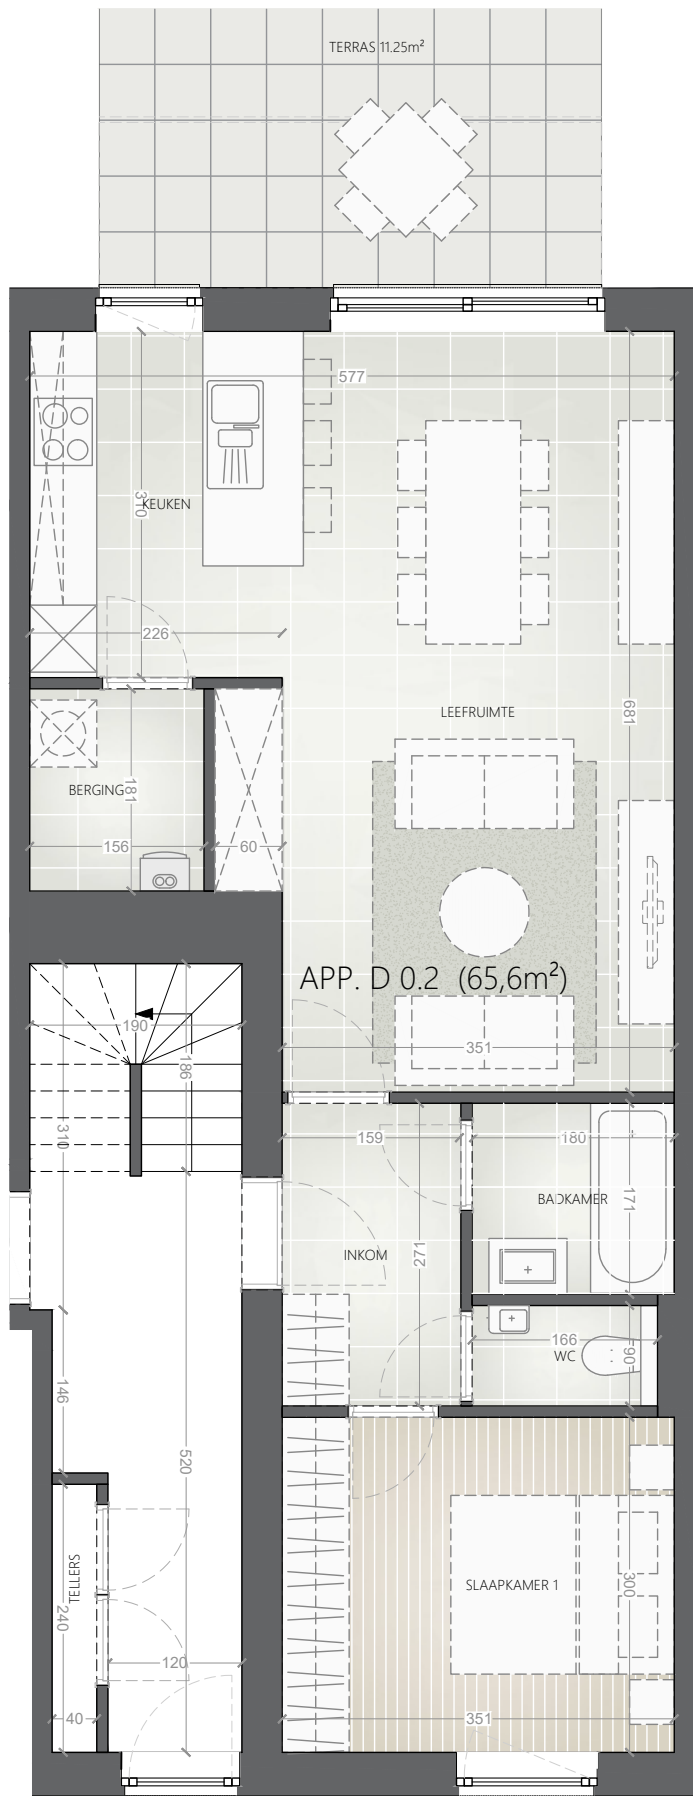 TERRAS 11.25m²
577
310
KEUKEN
226
681
LEEFRUIMTE
BERGING
181
156
60
APP. D 0.2 (65,6m²)
190
186
351
310
159
180
BADKAMER
171
INKOM
271
166
WC
90
146
520
TELLERS
SLAAPKAMER 1
300
240
120
40
351